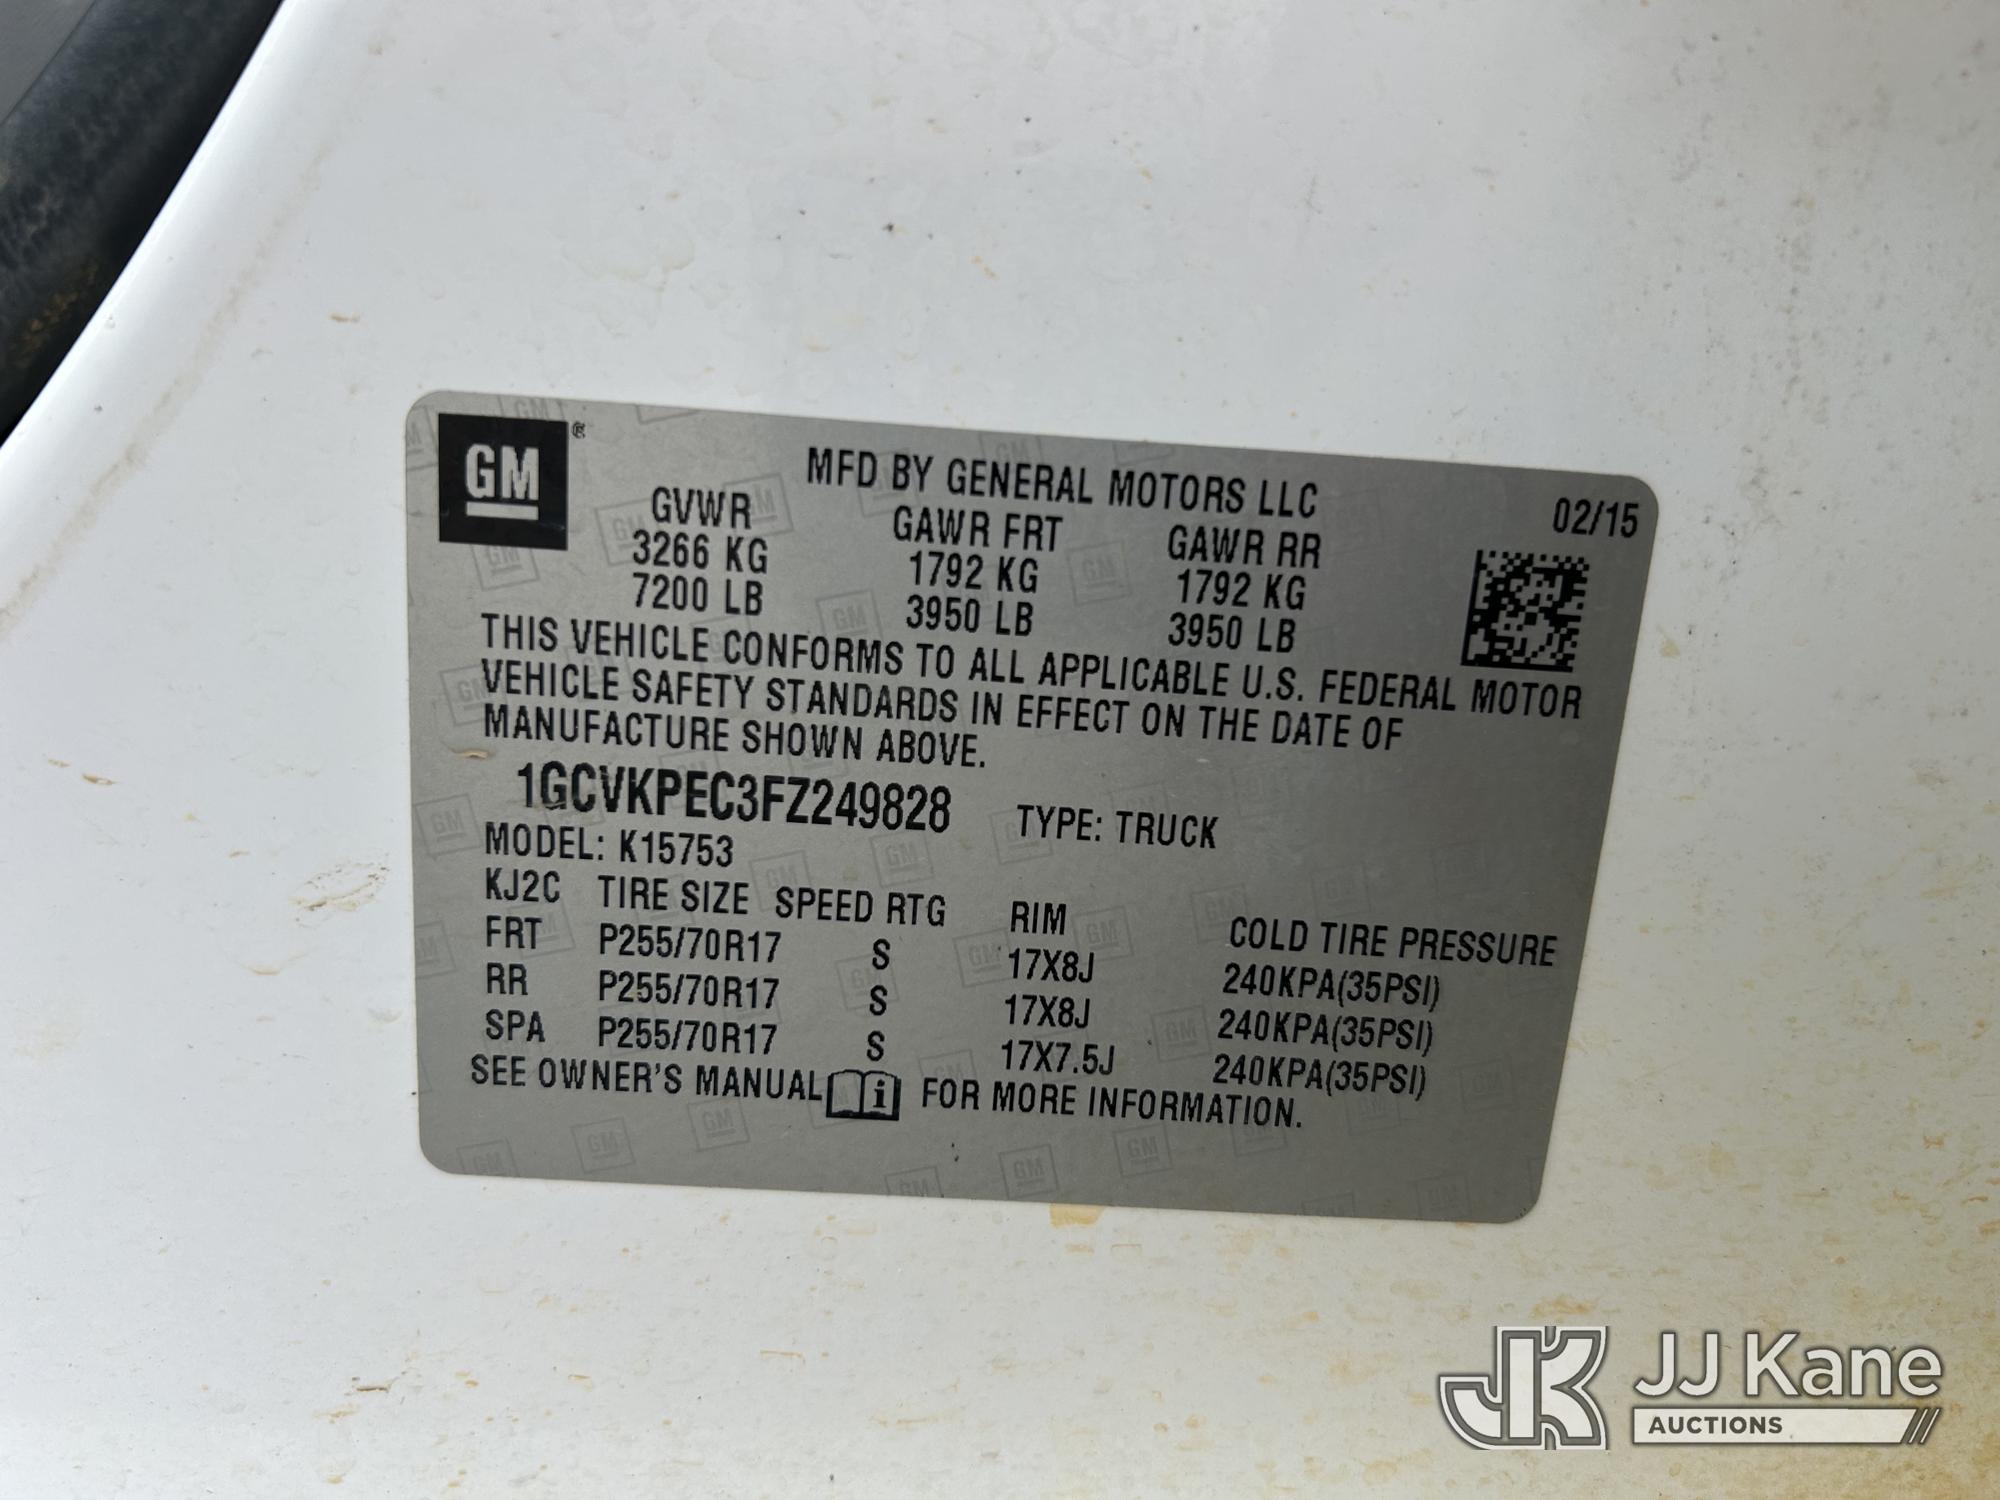 GM
MFD BY GENERAL MOTORS LLC
02/15
GVWR GAWR FRT GAWR RR
3266 KG 1792 KG 1792 KG
7200 LB 3950 LB 3950 LB
THIS VEHICLE CONFORMS TO ALL APPLICABLE U.S. FEDERAL MOTOR
VEHICLE SAFETY STANDARDS IN EFFECT ON THE DATE OF
MANUFACTURE SHOWN ABOVE.
1GCVKPEC3FZ249828 TYPE: TRUCK
MODEL: K15753
KJ2C TIRE SIZE SPEED RTG RIM COLD TIRE PRESSURE
FRT P255/70R17 S 17X8J 240KPA(35PSI)
RR P255/70R17 S 17X8J 240KPA(35PSI)
SPA P255/70R17 S 17X7.5J 240KPA(35PSI)
SEE OWNER'S MANUAL i FOR MORE INFORMATION.
JK JJ Kane
AUCTIONS